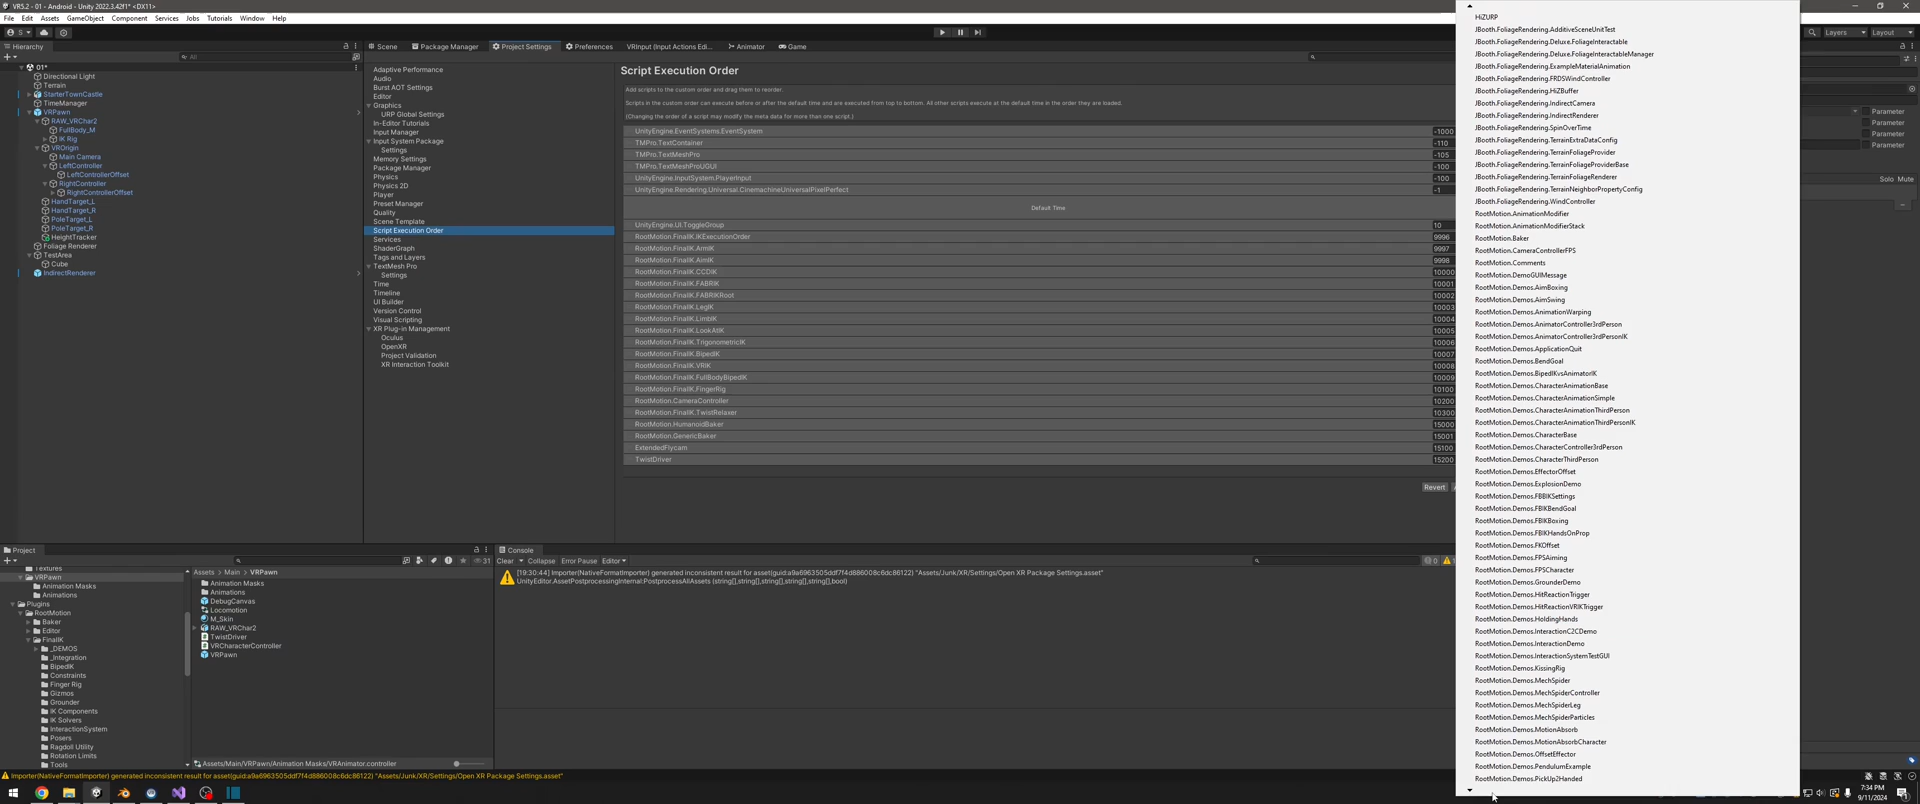 VR5.2 - 01 - Android - Unity 2022.3.42f1* <DX11>
File Edit Assets GameObject Component Services Jobs Tutorials Window Help
S
Layers Layout
Hierarchy
All
01*
Directional Light
Terrain
StarterTownCastle
TimeManager
VRPawn
RAW_VRChar2
FullBody_M
IK Rig
VROrigin
Main Camera
LeftController
LeftControllerOffset
RightController
RightControllerOffset
HandTarget_L
HandTarget_R
PoleTarget_L
PoleTarget_R
HeightTracker
Foliage Renderer
TestArea
Cube
IndirectRenderer
Scene Package Manager Project Settings Preferences VRInput (Input Actions Edi... Animator Game
Adaptive Performance
Audio
Burst AOT Settings
Editor
Graphics
URP Global Settings
In-Editor Tutorials
Input Manager
Input System Package
Settings
Memory Settings
Package Manager
Physics
Physics 2D
Player
Preset Manager
Quality
Scene Template
Script Execution Order
Services
ShaderGraph
Tags and Layers
TextMesh Pro
Settings
Time
Timeline
UI Builder
Version Control
Visual Scripting
XR Plug-in Management
Oculus
OpenXR
Project Validation
XR Interaction Toolkit
Script Execution Order
Add scripts to the custom order and drag them to reorder.
Scripts in the custom order can execute before or after the default time and are executed from top to bottom. All other scripts execute at the default time in the order they are loaded.
(Changing the order of a script may modify the meta data for more than one script.)
UnityEngine.EventSystems.EventSystem -1000
TMPro.TextContainer -110
TMPro.TextMeshPro -105
TMPro.TextMeshProUGUI -100
UnityEngine.InputSystem.PlayerInput -100
UnityEngine.Rendering.Universal.CinemachineUniversalPixelPerfect -1
Default Time
UnityEngine.UI.ToggleGroup 10
RootMotion.FinalIK.IKExecutionOrder 9996
RootMotion.FinalIK.ArmIK 9997
RootMotion.FinalIK.AimIK 9998
RootMotion.FinalIK.CCDIK 10000
RootMotion.FinalIK.FABRIK 10001
RootMotion.FinalIK.FABRIKRoot 10002
RootMotion.FinalIK.LegIK 10003
RootMotion.FinalIK.LimbIK 10004
RootMotion.FinalIK.LookAtIK 10005
RootMotion.FinalIK.TrigonometricIK 10006
RootMotion.FinalIK.BipedIK 10007
RootMotion.FinalIK.VRIK 10008
RootMotion.FinalIK.FullBodyBipedIK 10009
RootMotion.FinalIK.FingerRig 10100
RootMotion.CameraController 10200
RootMotion.FinalIK.TwistRelaxer 10300
RootMotion.HumanoidBaker 15000
RootMotion.GenericBaker 15001
ExtendedFlycam 15100
TwistDriver 15200
Revert
HiZURP
JBooth.FoliageRendering.AdditiveSceneUnitTest
JBooth.FoliageRendering.Deluxe.FoliageInteractable
JBooth.FoliageRendering.Deluxe.FoliageInteractableManager
JBooth.FoliageRendering.ExampleMaterialAnimation
JBooth.FoliageRendering.FRDSWindController
JBooth.FoliageRendering.HiZBuffer
JBooth.FoliageRendering.IndirectCamera
JBooth.FoliageRendering.IndirectRenderer
JBooth.FoliageRendering.SpinOverTime
JBooth.FoliageRendering.TerrainExtraDataConfig
JBooth.FoliageRendering.TerrainFoliageProvider
JBooth.FoliageRendering.TerrainFoliageProviderBase
JBooth.FoliageRendering.TerrainFoliageRenderer
JBooth.FoliageRendering.TerrainNeighborPropertyConfig
JBooth.FoliageRendering.WindController
RootMotion.AnimationModifier
RootMotion.AnimationModifierStack
RootMotion.Baker
RootMotion.CameraControllerFPS
RootMotion.Comments
RootMotion.DemoGUIMessage
RootMotion.Demos.AimBoxing
RootMotion.Demos.AimSwing
RootMotion.Demos.AnimationWarping
RootMotion.Demos.AnimatorController3rdPerson
RootMotion.Demos.AnimatorController3rdPersonIK
RootMotion.Demos.ApplicationQuit
RootMotion.Demos.BendGoal
RootMotion.Demos.BipedIKvsAnimatorIK
RootMotion.Demos.CharacterAnimationBase
RootMotion.Demos.CharacterAnimationSimple
RootMotion.Demos.CharacterAnimationThirdPerson
RootMotion.Demos.CharacterAnimationThirdPersonIK
RootMotion.Demos.CharacterBase
RootMotion.Demos.CharacterController3rdPerson
RootMotion.Demos.CharacterThirdPerson
RootMotion.Demos.EffectorOffset
RootMotion.Demos.ExplosionDemo
RootMotion.Demos.FBBIKSettings
RootMotion.Demos.FBIKBendGoal
RootMotion.Demos.FBIKBoxing
RootMotion.Demos.FBIKHandsOnProp
RootMotion.Demos.FKOffset
RootMotion.Demos.FPSAiming
RootMotion.Demos.FPSCharacter
RootMotion.Demos.GrounderDemo
RootMotion.Demos.HitReactionTrigger
RootMotion.Demos.HitReactionVRIKTrigger
RootMotion.Demos.HoldingHands
RootMotion.Demos.InteractionC2CDemo
RootMotion.Demos.InteractionDemo
RootMotion.Demos.InteractionSystemTestGUI
RootMotion.Demos.KissingRig
RootMotion.Demos.MechSpider
RootMotion.Demos.MechSpiderController
RootMotion.Demos.MechSpiderLeg
RootMotion.Demos.MechSpiderParticles
RootMotion.Demos.MotionAbsorb
RootMotion.Demos.MotionAbsorbCharacter
RootMotion.Demos.OffsetEffector
RootMotion.Demos.PendulumExample
RootMotion.Demos.PickUp2Handed
Parameter
Parameter
Parameter
Parameter
Solo Mute
Project
31
Textures
VRPawn
Animation Masks
Animations
Plugins
RootMotion
Baker
Editor
FinalIK
_DEMOS
_Integration
BipedIK
Constraints
Finger Rig
Gizmos
Grounder
IK Components
IK Solvers
InteractionSystem
Posers
Ragdoll Utility
Rotation Limits
Tools
Assets > Main > VRPawn
Animation Masks
Animations
DebugCanvas
Locomotion
M_Skin
RAW_VRChar2
TwistDriver
VRCharacterController
VRPawn
Assets/Main/VRPawn/Animation Masks/VRAnimator.controller
Console
Clear Collapse Error Pause Editor
0 1
[19:30:44] Importer(NativeFormatImporter) generated inconsistent result for asset(guid:a9a6963505ddf7f4d886008c6dc86122) "Assets/Junk/XR/Settings/Open XR Package Settings.asset"
UnityEditor.AssetPostprocessingInternal:PostprocessAllAssets (string[],string[],string[],string[],string[],bool)
Importer(NativeFormatImporter) generated inconsistent result for asset(guid:a9a6963505ddf7f4d886008c6dc86122) "Assets/Junk/XR/Settings/Open XR Package Settings.asset"
7:34 PM
9/11/2024